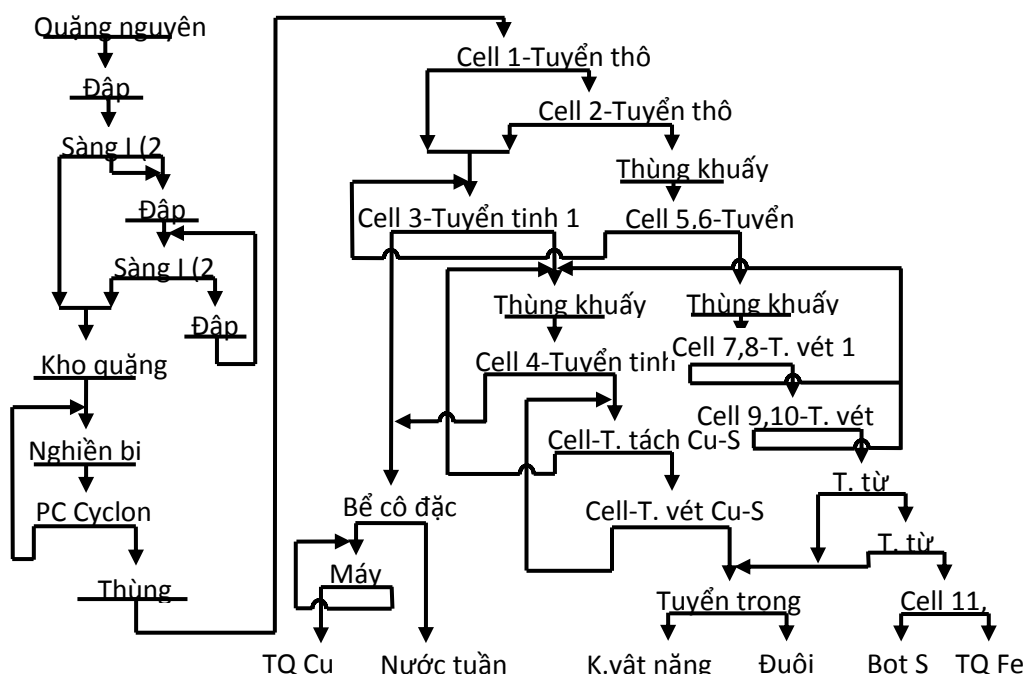 Quặng nguyên
Đập
Sàng I (2
Đập
Sàng I (2
Đập
Kho quặng
Nghiền bi
PC Cyclon
Thùng
Cell 1-Tuyển thô
Cell 2-Tuyển thô
Thùng khuấy
Cell 3-Tuyển tinh 1
Cell 5,6-Tuyển
Thùng khuấy
Thùng khuấy
Cell 4-Tuyển tinh
Cell 7,8-T. vét 1
Cell 9,10-T. vét
Cell-T. tách Cu-S
T. từ
Bể cô đặc
Cell-T. vét Cu-S
T. từ
Máy
Tuyển trong
Cell 11,
TQ Cu
Nước tuần
K.vật nặng
Đuôi
Bot S
TQ Fe